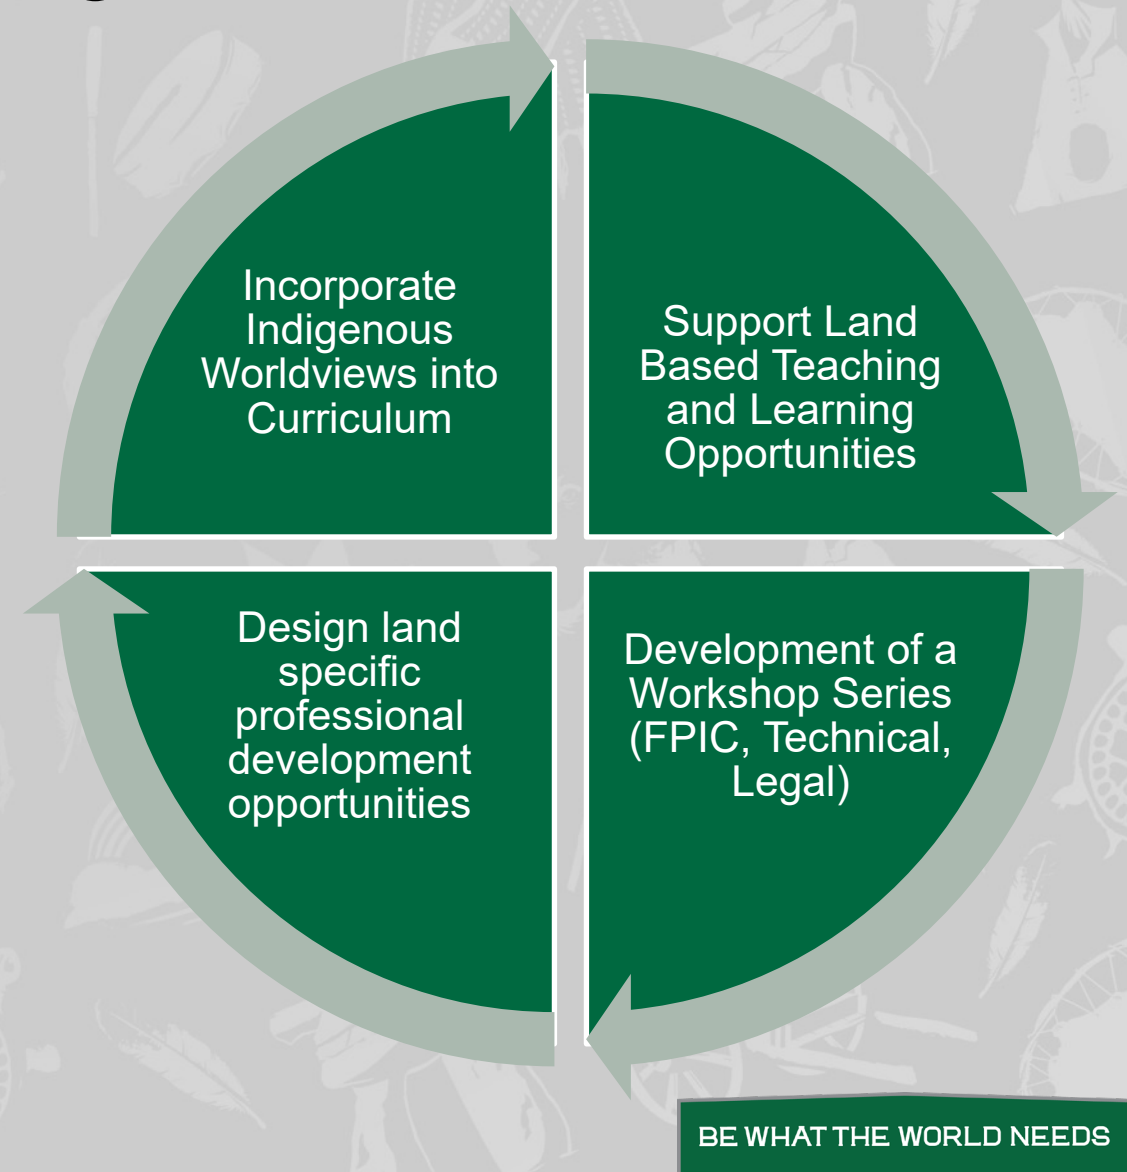 Incorporate
Indigenous
Worldviews into
Curriculum
Support Land
Based Teaching
and Learning
Opportunities
Design land
specific
professional
development
opportunities
Development of a
Workshop Series
(FPIC, Technical,
Legal)
BE WHAT THE WORLD NEEDS